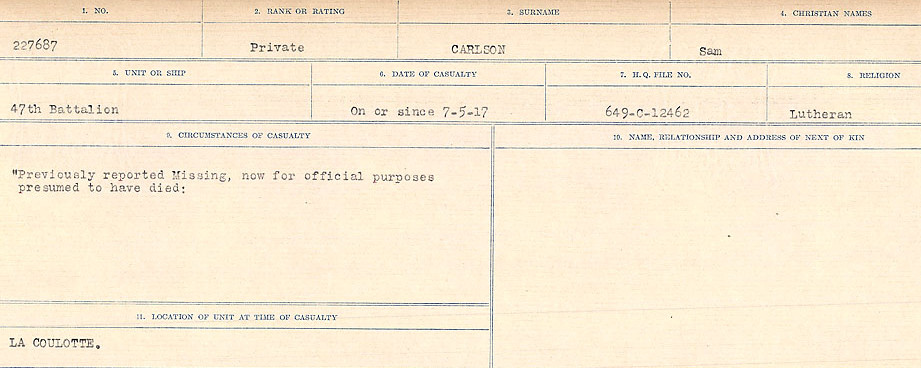 1. NO. 2. RANK OR RATING 3. SURNAME 4. CHRISTIAN NAMES
227687 Private CARLSON Sam
5. UNIT OR SHIP 6. DATE OF CASUALTY 7. H.Q. FILE NO. 8. RELIGION
47th Battalion On or since 7-5-17 649-C-12462 Lutheran
9. CIRCUMSTANCES OF CASUALTY 10. NAME, RELATIONSHIP AND ADDRESS OF NEXT OF KIN
"Previously reported Missing, now for official purposes
presumed to have died:
11. LOCATION OF UNIT AT TIME OF CASUALTY
LA COULOTTE.